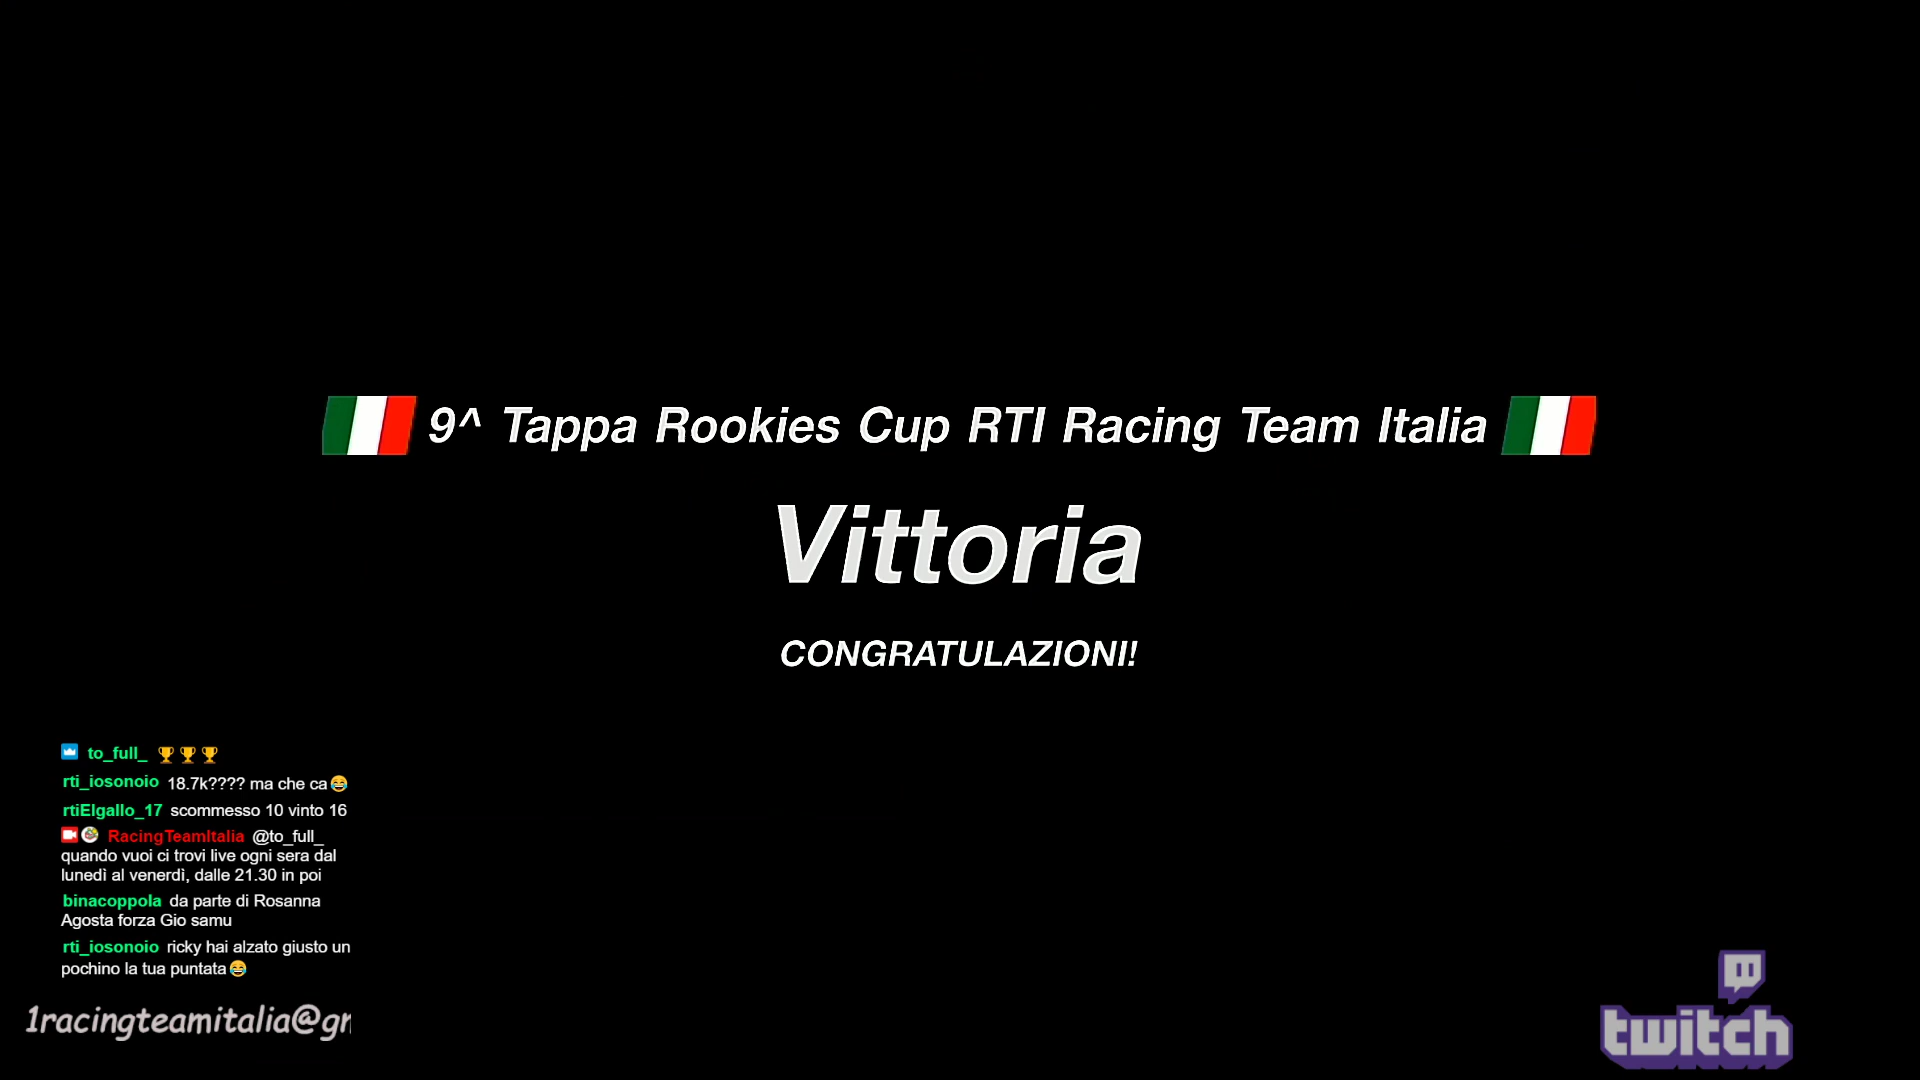 9^ Tappa Rookies Cup RTI Racing Team Italia
Vittoria
CONGRATULAZIONI!
to_full_
rti_iosonoio 18.7k???? ma che ca
rtiElgallo_17 scommesso 10 vinto 16
RacingTeamItalia @to_full_
quando vuoi ci trovi live ogni sera dal
lunedì al venerdì, dalle 21.30 in poi
binacoppola da parte di Rosanna
Agosta forza Gio samu
rti_iosonoio ricky hai alzato giusto un
pochino la tua puntata
1racingteamitalia@g
twitch